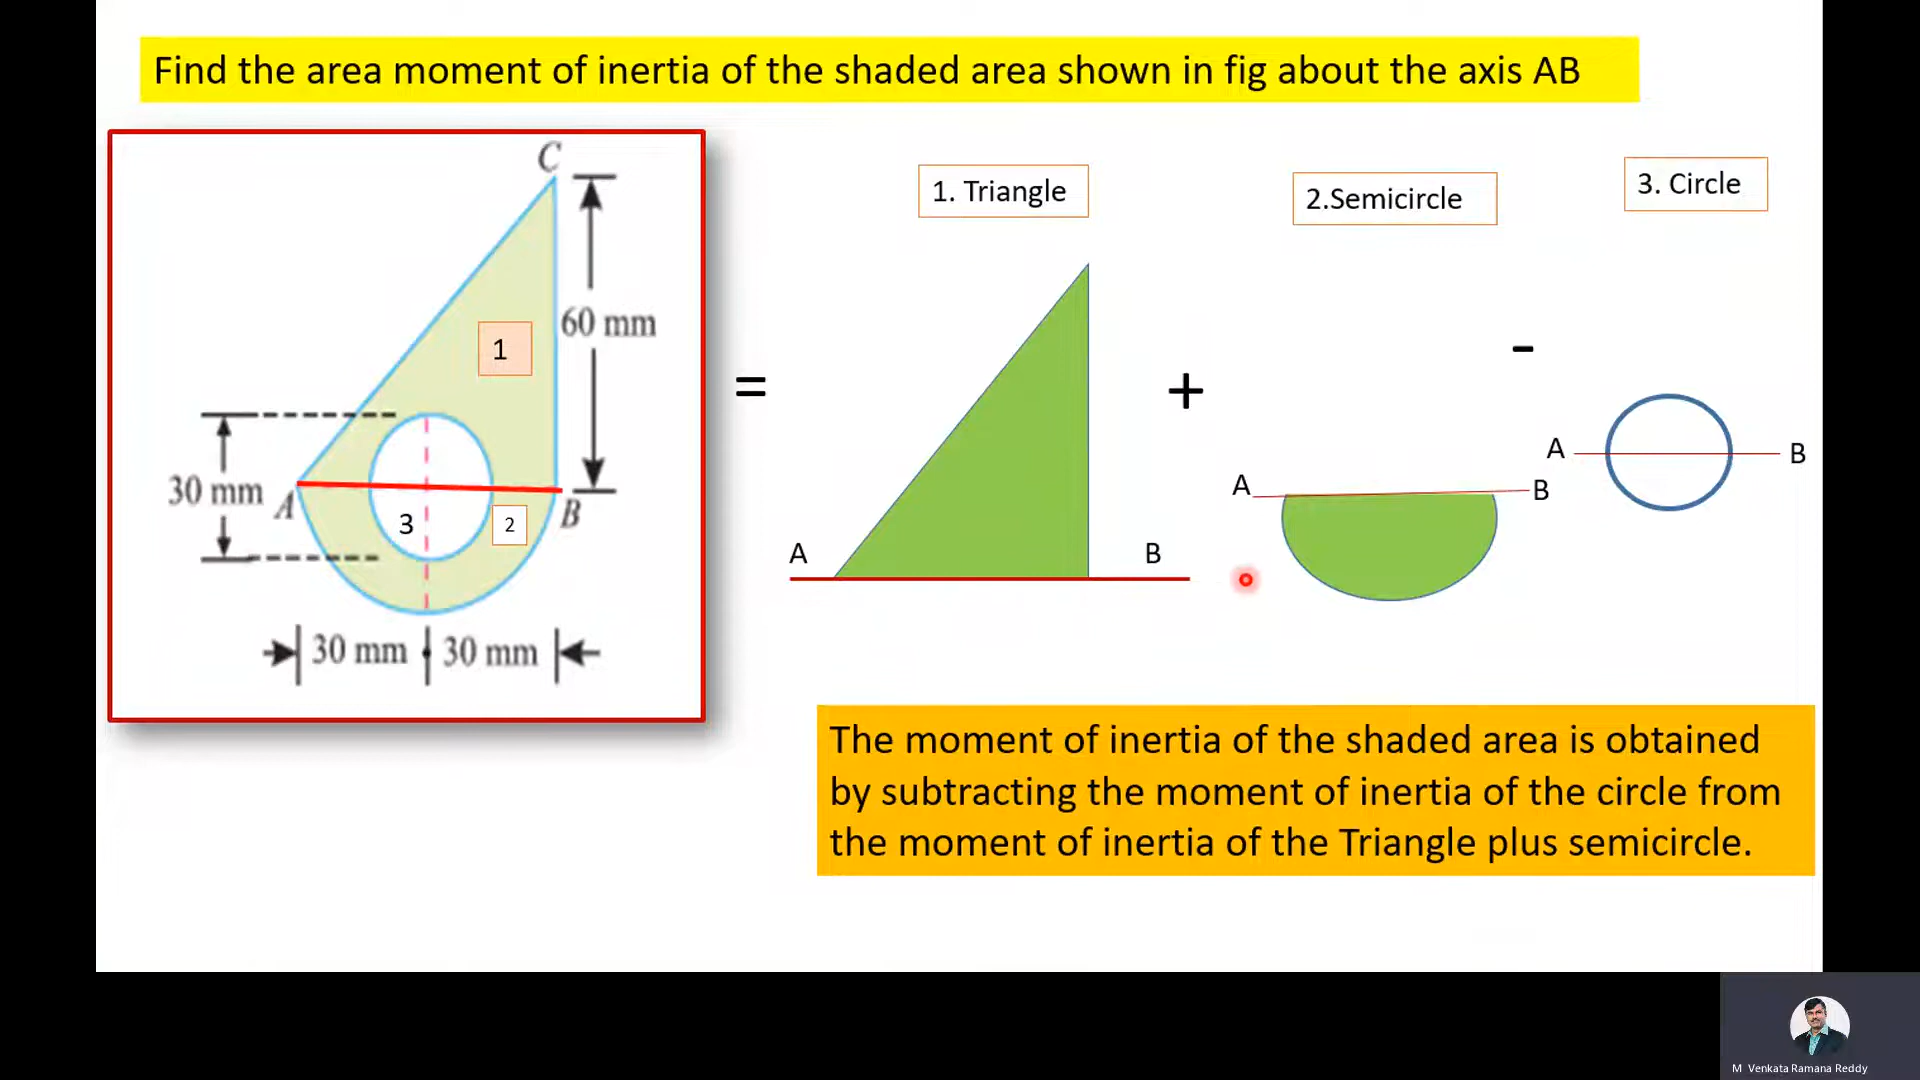 Find the area moment of inertia of the shaded area shown in fig about the axis AB
C
1. Triangle
2.Semicircle
3. Circle
60 mm
1
=
+
-
30 mm
A
B
3
2
30 mm
30 mm
A
B
A
B
A
B
The moment of inertia of the shaded area is obtained
by subtracting the moment of inertia of the circle from
the moment of inertia of the Triangle plus semicircle.
M Venkata Ramana Reddy